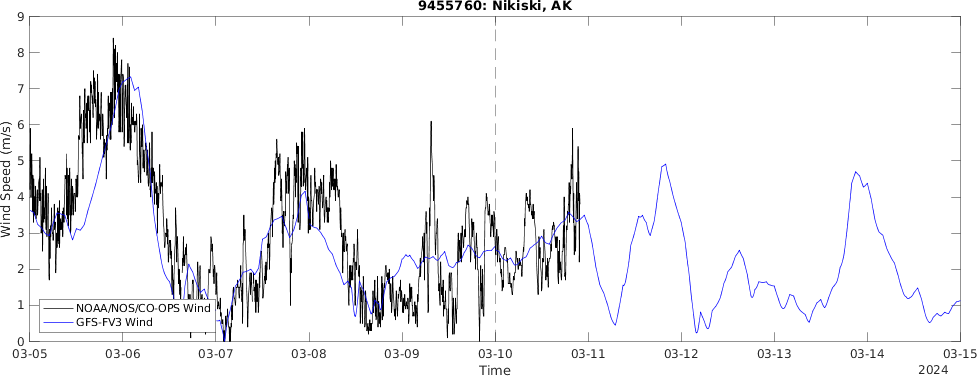 9455760: Nikiski, AK
Wind Speed (m/s)
9
8
7
6
5
4
3
2
1
0
NOAA/NOS/CO-OPS Wind
GFS-FV3 Wind
03-05 03-06 03-07 03-08 03-09 03-10 03-11 03-12 03-13 03-14 03-15
Time
2024